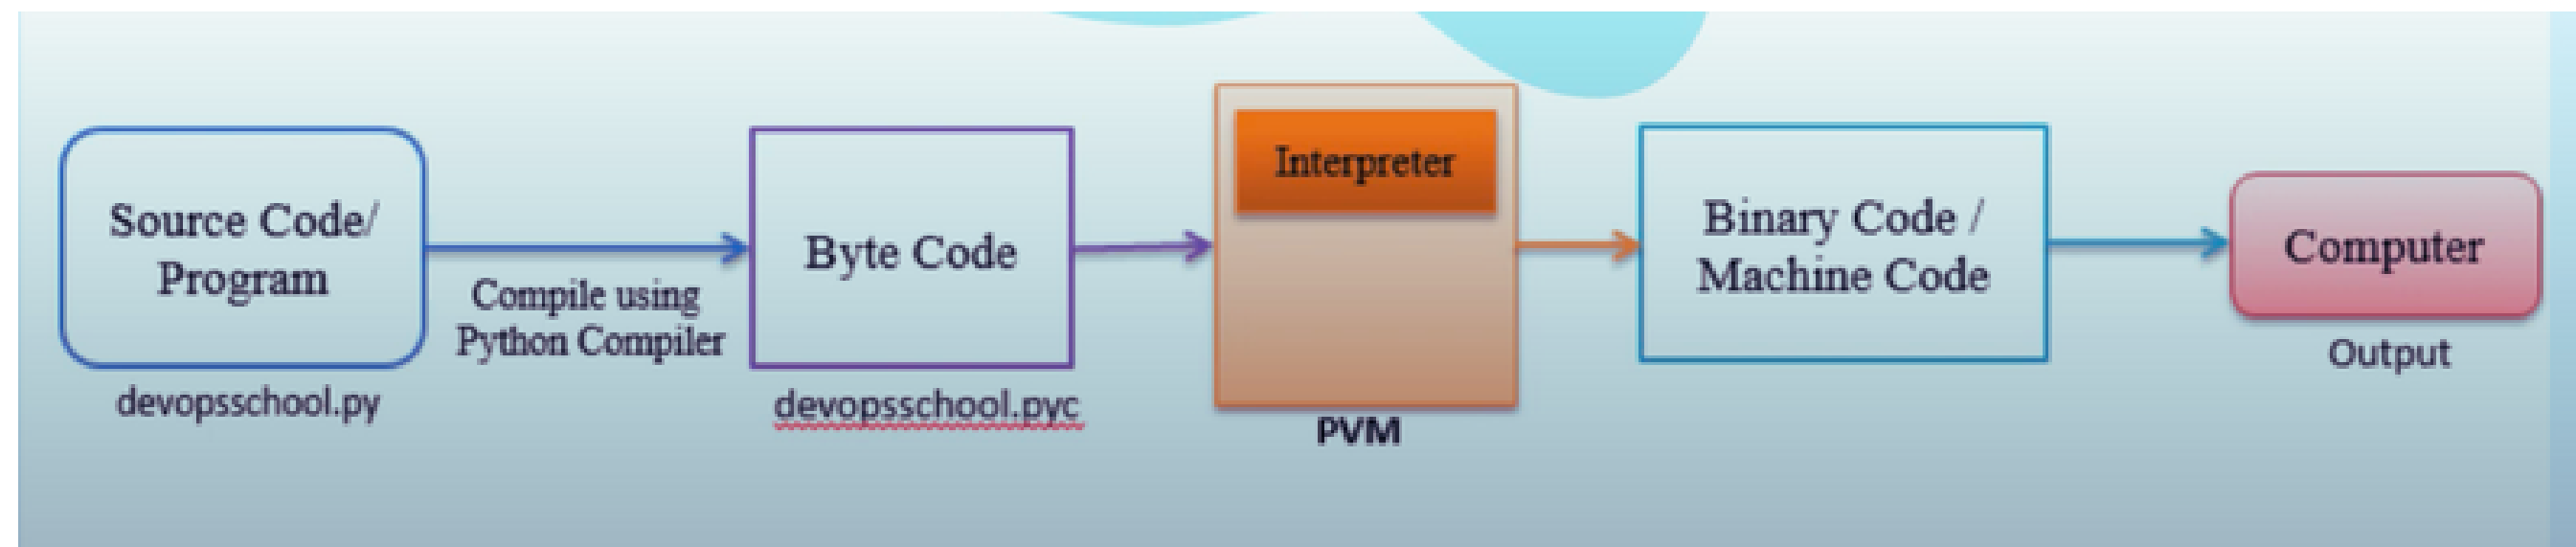 Source Code/
Program
devopsschool.py
Compile using
Python Compiler
Byte Code
devopsschool.pyc
Interpreter
PVM
Binary Code /
Machine Code
Computer
Output